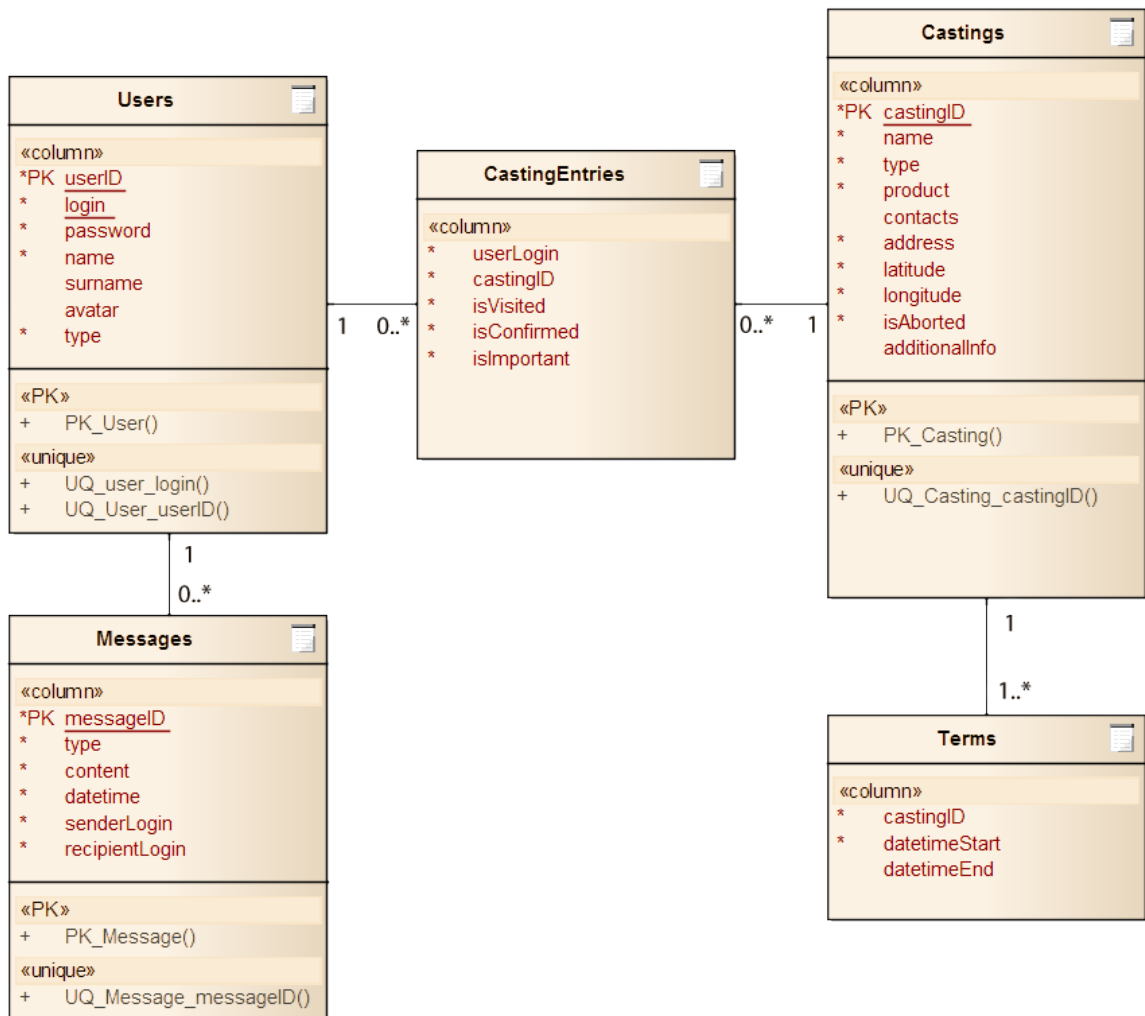 Users
«column»
*PK userID
* login
* password
* name
surname
avatar
* type
«PK»
+ PK_User()
«unique»
+ UQ_user_login()
+ UQ_User_userID()
1
0..*
CastingEntries
«column»
* userLogin
* castingID
* isVisited
* isConfirmed
* isImportant
0..*
1
Castings
«column»
*PK castingID
* name
* type
* product
contacts
* address
* latitude
* longitude
* isAborted
additionalInfo
«PK»
+ PK_Casting()
«unique»
+ UQ_Casting_castingID()
1
0..*
Messages
«column»
*PK messageID
* type
* content
* datetime
* senderLogin
* recipientLogin
«PK»
+ PK_Message()
«unique»
+ UQ_Message_messageID()
1
1..*
Terms
«column»
* castingID
* datetimeStart
datetimeEnd